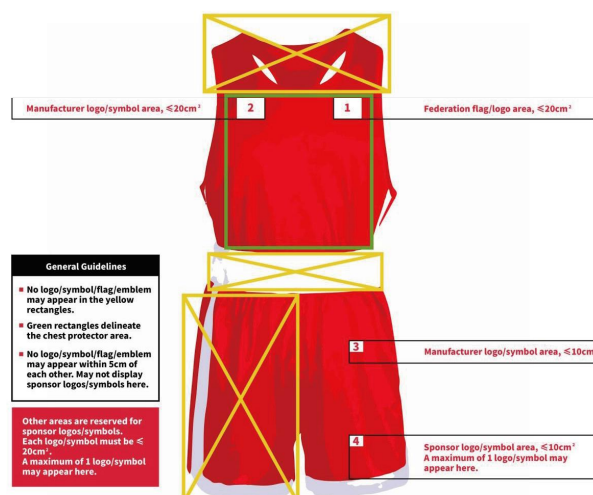 Manufacturer logo/symbol area, ⩽20cm²
2
1
Federation flag/logo area, ⩽20cm²
General Guidelines
▪ No logo/symbol/flag/emblem
may appear in the yellow
rectangles.
▪ Green rectangles delineate
the chest protector area.
▪ No logo/symbol/flag/emblem
may appear within 5cm of
each other. May not display
sponsor logos/symbols here.
3
Manufacturer logo/symbol area, ⩽10cm
Other areas are reserved for
sponsor logos/symbols.
Each logo/symbol must be ⩽
20cm².
A maximum of 1 logo/symbol
may appear here.
4
Sponsor logo/symbol area, ⩽10cm²
A maximum of 1 logo/symbol may
appear here.